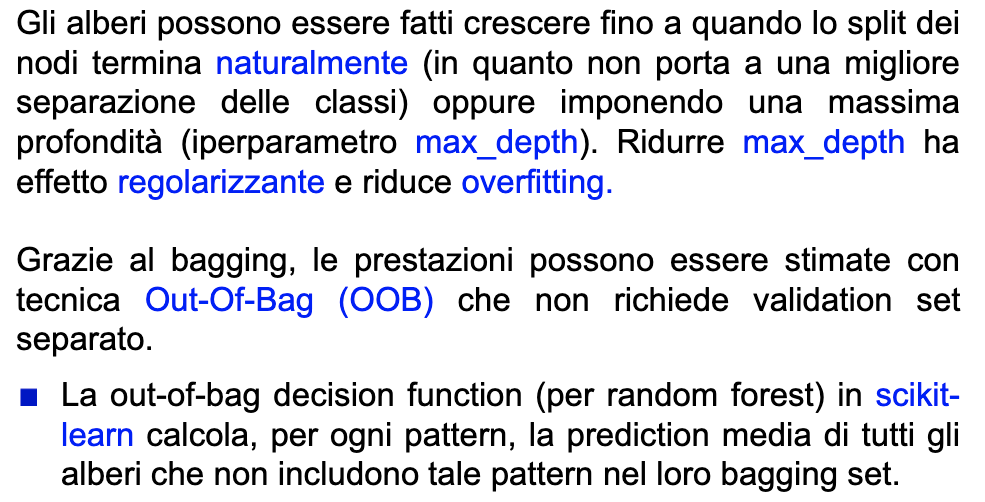 Gli alberi possono essere fatti crescere fino a quando lo split dei
nodi termina naturalmente (in quanto non porta a una migliore
separazione delle classi) oppure imponendo una massima
profondità (iperparametro max_depth). Ridurre max_depth ha
effetto regolarizzante e riduce overfitting.
Grazie al bagging, le prestazioni possono essere stimate con
tecnica Out-Of-Bag (OOB) che non richiede validation set
separato.
■ La out-of-bag decision function (per random forest) in scikit-
learn calcola, per ogni pattern, la prediction media di tutti gli
alberi che non includono tale pattern nel loro bagging set.